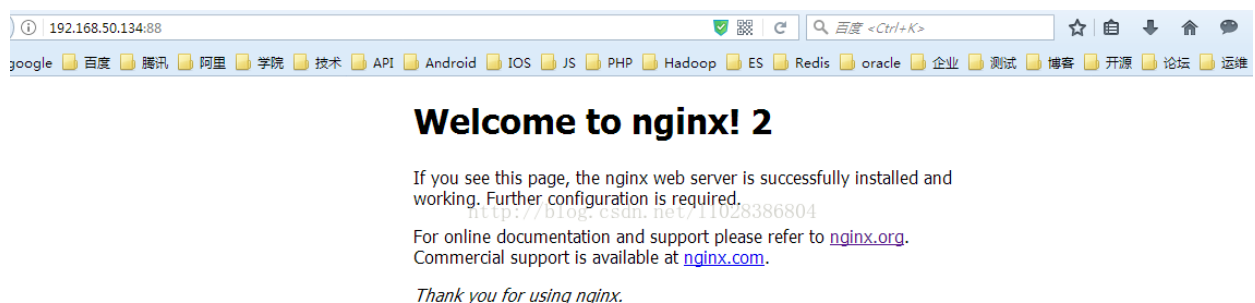 192.168.50.134:88 百度 <Ctrl+K>
google 百度 腾讯 阿里 学院 技术 API Android IOS JS PHP Hadoop ES Redis oracle 企业 测试 博客 开源 论坛 运维
Welcome to nginx! 2
If you see this page, the nginx web server is successfully installed and
working. Further configuration is required.
http://blog.csdn.net/l1028386804
For online documentation and support please refer to nginx.org.
Commercial support is available at nginx.com.
Thank you for using nginx.